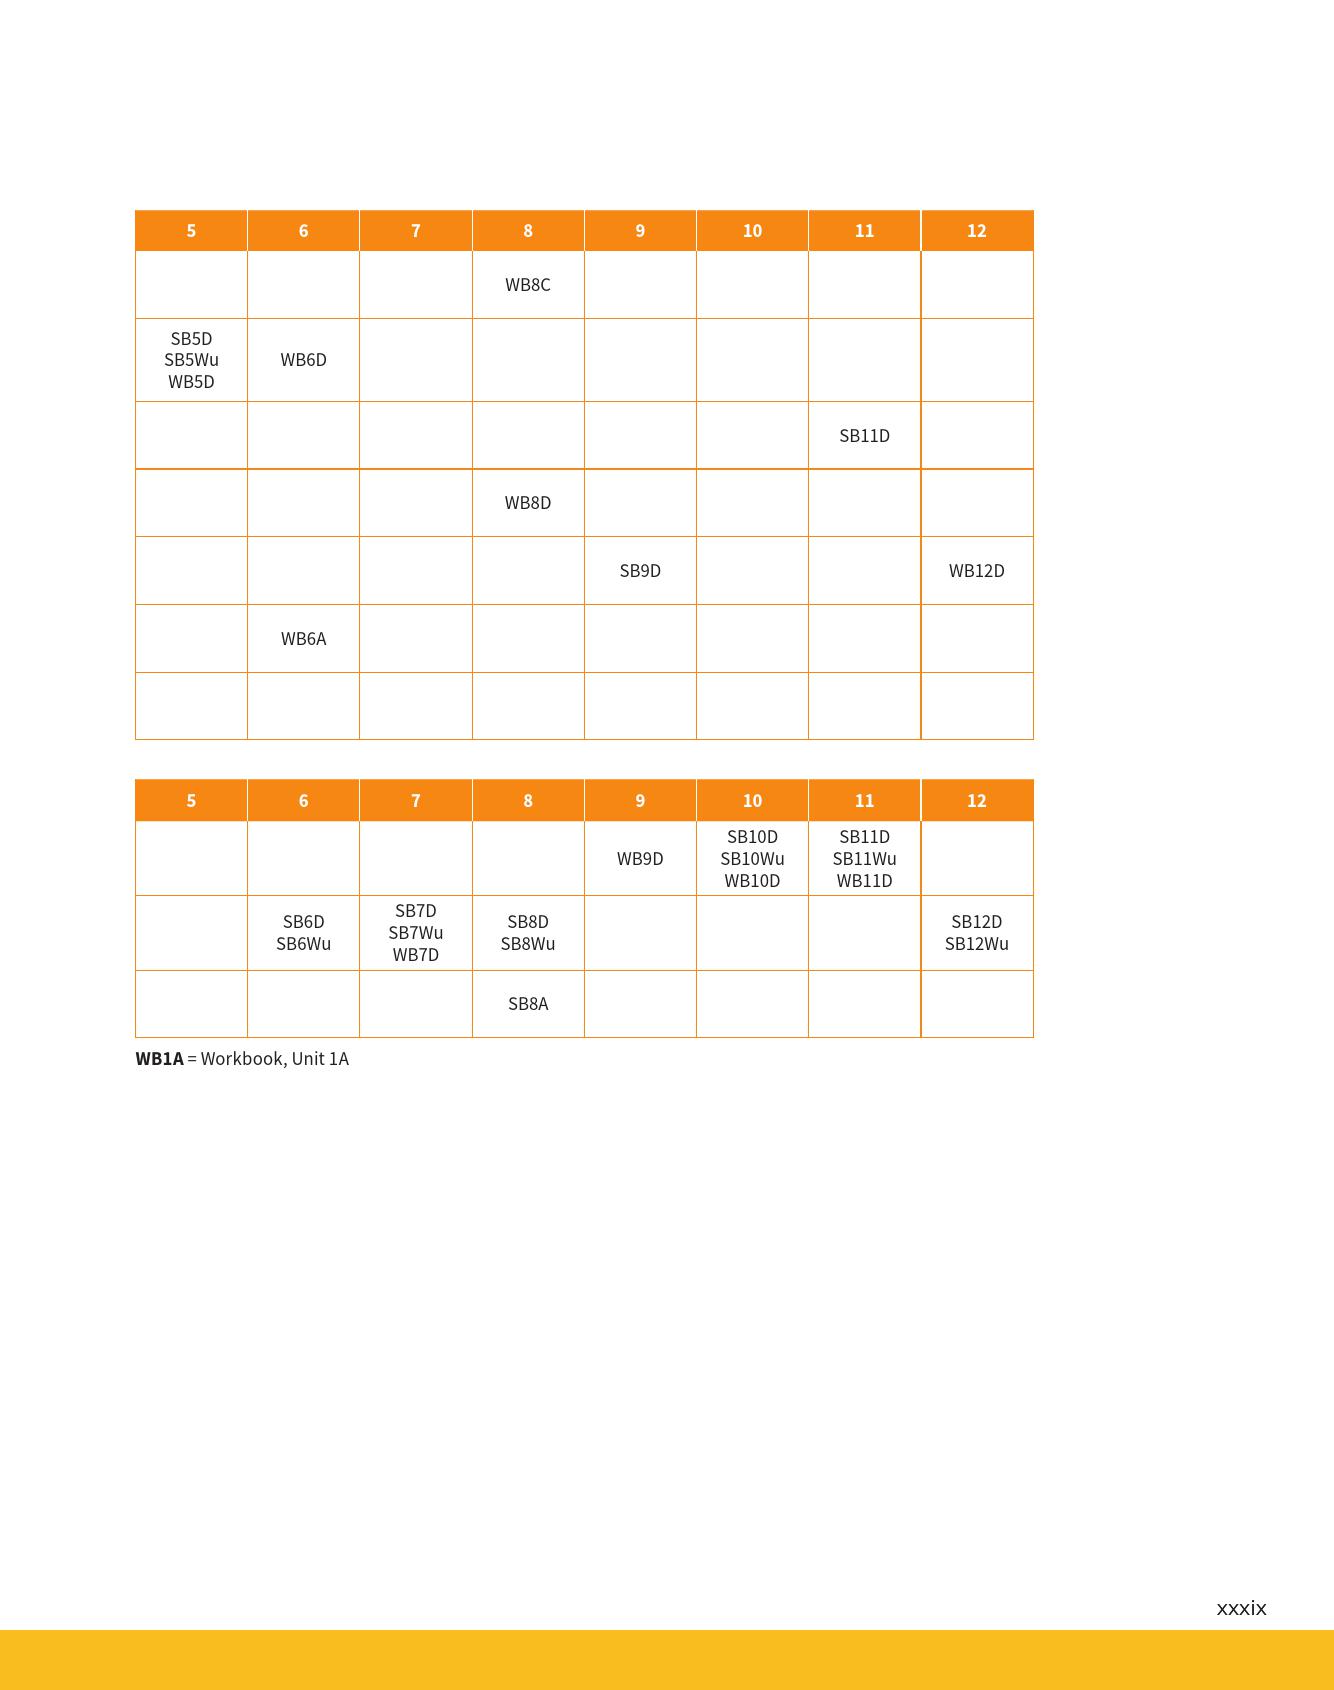 5 6 7 8 9 10 11 12
WB8C
SB5D
SB5Wu
WB5D
WB6D
SB11D
WB8D
SB9D WB12D
WB6A
5 6 7 8 9 10 11 12
WB9D
SB10D
SB10Wu
WB10D
SB11D
SB11Wu
WB11D
SB6D
SB6Wu
SB7D
SB7Wu
WB7D
SB8D
SB8Wu
SB12D
SB12Wu
SB8A
WB1A = Workbook, Unit 1A
xxxix